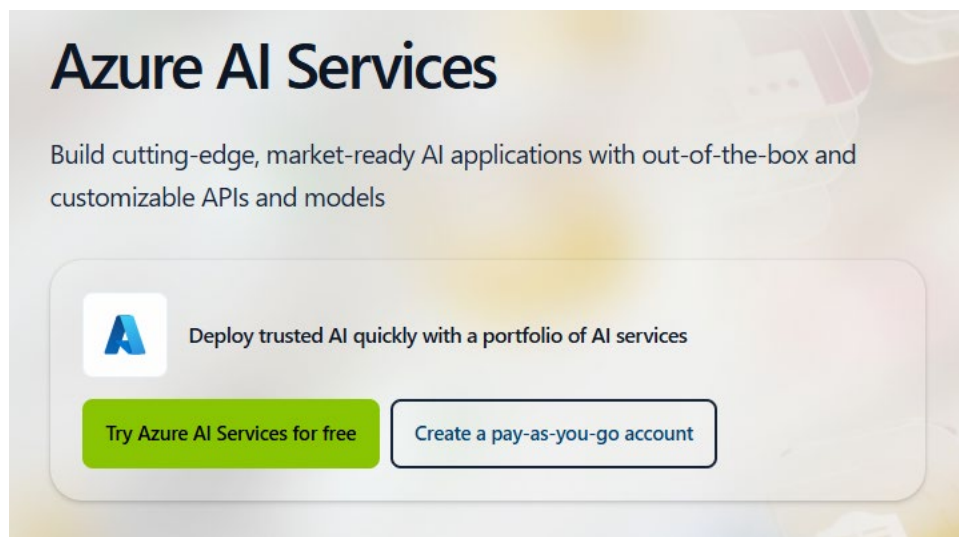 Azure AI Services
Build cutting-edge, market-ready AI applications with out-of-the-box and
customizable APIs and models
Deploy trusted AI quickly with a portfolio of AI services
Try Azure AI Services for free
Create a pay-as-you-go account